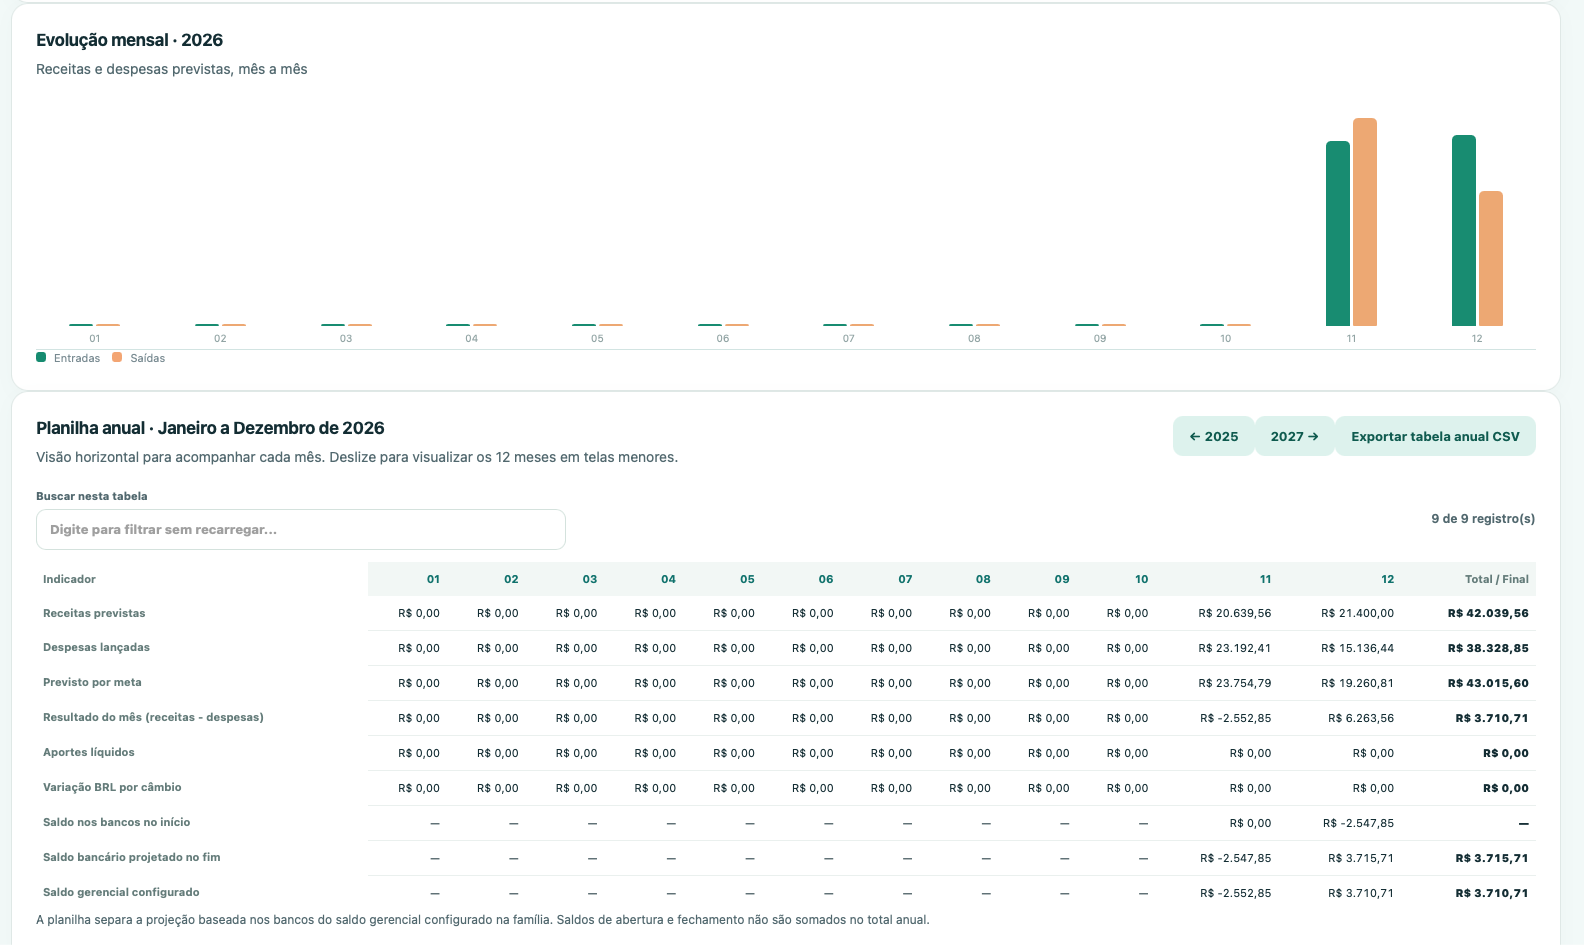 Evolução mensal · 2026
Receitas e despesas previstas, mês a mês
01 02 03 04 05 06 07 08 09 10 11 12
Entradas Saídas
Planilha anual · Janeiro a Dezembro de 2026
← 2025 2027 → Exportar tabela anual CSV
Visão horizontal para acompanhar cada mês. Deslize para visualizar os 12 meses em telas menores.
Buscar nesta tabela
Digite para filtrar sem recarregar...
9 de 9 registro(s)
Indicador 01 02 03 04 05 06 07 08 09 10 11 12 Total / Final
Receitas previstas R$ 0,00 R$ 0,00 R$ 0,00 R$ 0,00 R$ 0,00 R$ 0,00 R$ 0,00 R$ 0,00 R$ 0,00 R$ 0,00 R$ 20.639,56 R$ 21.400,00 R$ 42.039,56
Despesas lançadas R$ 0,00 R$ 0,00 R$ 0,00 R$ 0,00 R$ 0,00 R$ 0,00 R$ 0,00 R$ 0,00 R$ 0,00 R$ 0,00 R$ 23.192,41 R$ 15.136,44 R$ 38.328,85
Previsto por meta R$ 0,00 R$ 0,00 R$ 0,00 R$ 0,00 R$ 0,00 R$ 0,00 R$ 0,00 R$ 0,00 R$ 0,00 R$ 0,00 R$ 23.754,79 R$ 19.260,81 R$ 43.015,60
Resultado do mês (receitas - despesas) R$ 0,00 R$ 0,00 R$ 0,00 R$ 0,00 R$ 0,00 R$ 0,00 R$ 0,00 R$ 0,00 R$ 0,00 R$ 0,00 R$ -2.552,85 R$ 6.263,56 R$ 3.710,71
Aportes líquidos R$ 0,00 R$ 0,00 R$ 0,00 R$ 0,00 R$ 0,00 R$ 0,00 R$ 0,00 R$ 0,00 R$ 0,00 R$ 0,00 R$ 0,00 R$ 0,00 R$ 0,00
Variação BRL por câmbio R$ 0,00 R$ 0,00 R$ 0,00 R$ 0,00 R$ 0,00 R$ 0,00 R$ 0,00 R$ 0,00 R$ 0,00 R$ 0,00 R$ 0,00 R$ 0,00 R$ 0,00
Saldo nos bancos no início — — — — — — — — — — R$ 0,00 R$ -2.547,85 —
Saldo bancário projetado no fim — — — — — — — — — — R$ -2.547,85 R$ 3.715,71 R$ 3.715,71
Saldo gerencial configurado — — — — — — — — — — R$ -2.552,85 R$ 3.710,71 R$ 3.710,71
A planilha separa a projeção baseada nos bancos do saldo gerencial configurado na família. Saldos de abertura e fechamento não são somados no total anual.